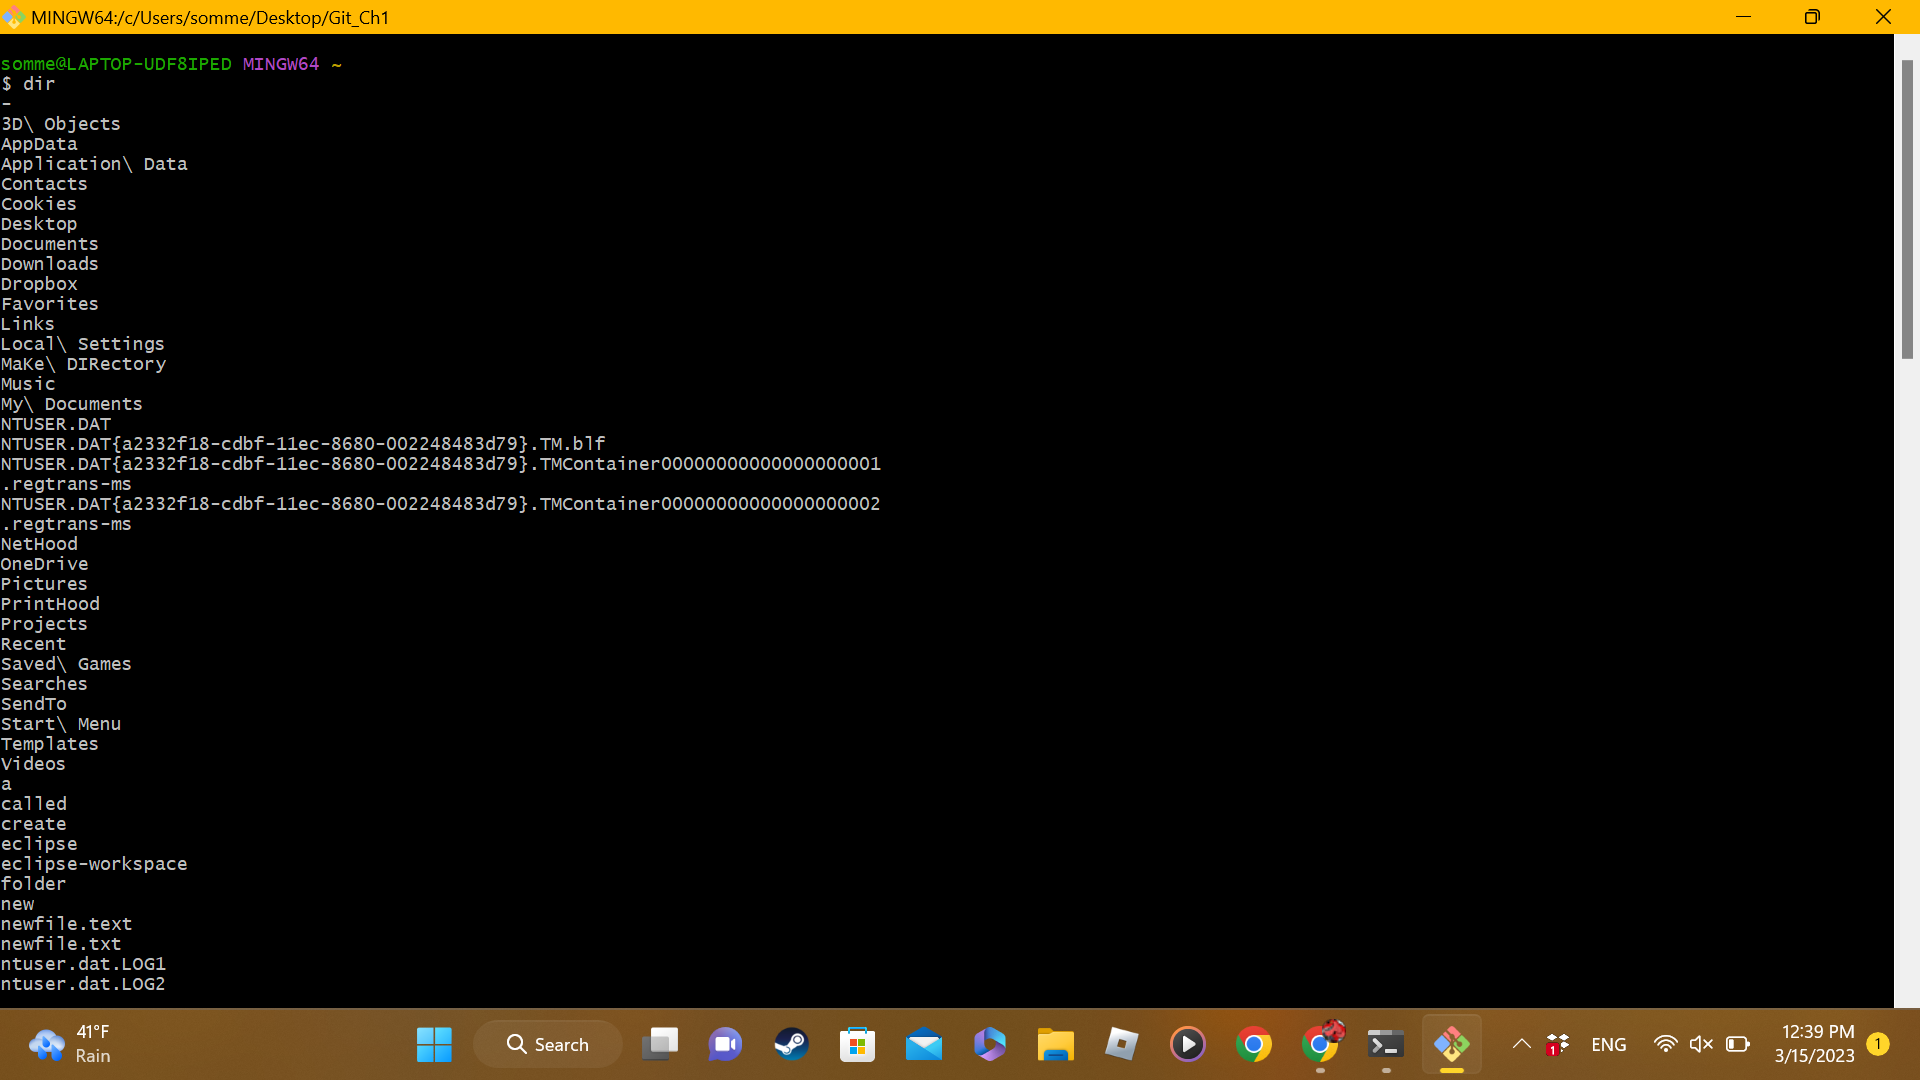 MINGW64:/c/Users/somme/Desktop/Git_Ch1
somme@LAPTOP-UDF8IPED MINGW64 ~
$ dir
-
3D\ Objects
AppData
Application\ Data
Contacts
Cookies
Desktop
Documents
Downloads
Dropbox
Favorites
Links
Local\ Settings
MaKe\ DIRectory
Music
My\ Documents
NTUSER.DAT
NTUSER.DAT{a2332f18-cdbf-11ec-8680-002248483d79}.TM.blf
NTUSER.DAT{a2332f18-cdbf-11ec-8680-002248483d79}.TMContainer00000000000000000001
.regtrans-ms
NTUSER.DAT{a2332f18-cdbf-11ec-8680-002248483d79}.TMContainer00000000000000000002
.regtrans-ms
NetHood
OneDrive
Pictures
PrintHood
Projects
Recent
Saved\ Games
Searches
SendTo
Start\ Menu
Templates
Videos
a
called
create
eclipse
eclipse-workspace
folder
new
newfile.text
newfile.txt
ntuser.dat.LOG1
ntuser.dat.LOG2
41°F
Rain
Search
1
ENG
12:39 PM
3/15/2023
1